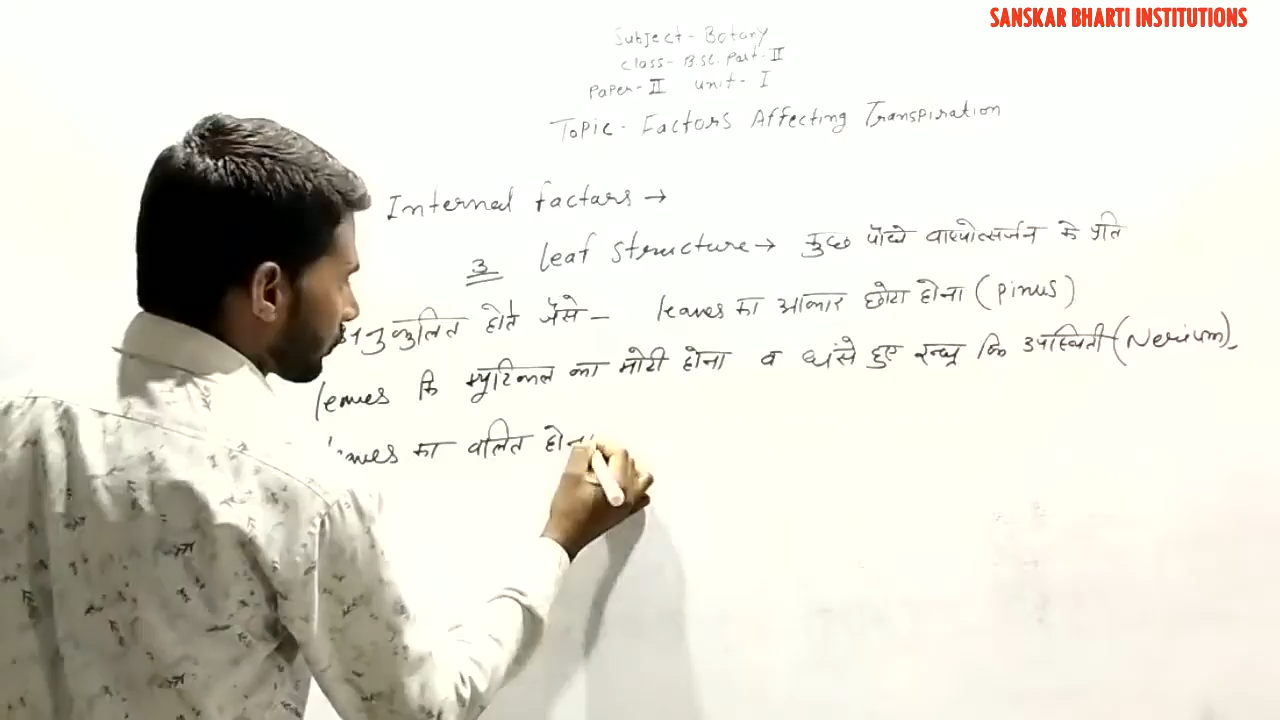 SANSKAR BHARTI INSTITUTIONS
Subject - Botany
Class - B.Sc. Part - II
Paper - II Unit - I
Topic - Factors Affecting Transpiration
Internal factors →
3 leaf structure → कुछ पौधे वाष्पोत्सर्जन के प्रति
अनुकुलित होते जैसे — leaves का आकार छोटा होना (Pinus)
leaves कि क्युटिकल का मोटी होना व धंसे हुए रन्ध्र कि उपस्थिती (Nerium)-
का वलित होना